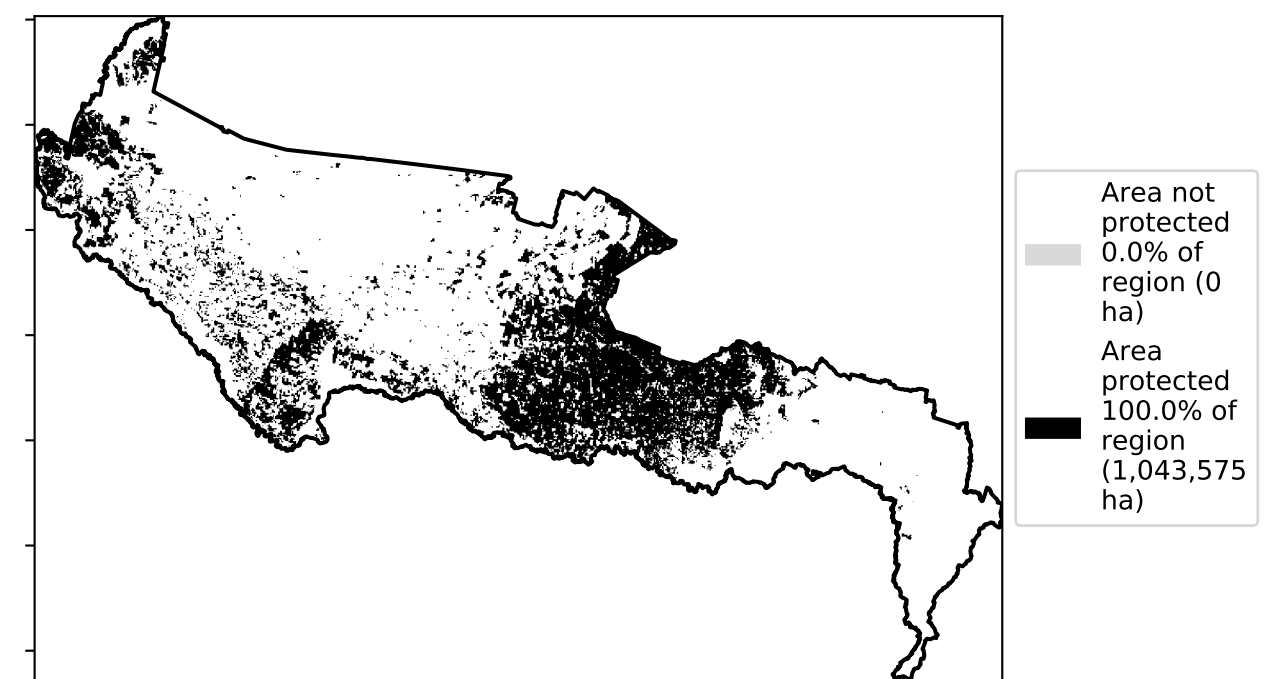 Area not
protected
0.0% of
region (0
ha)
Area
protected
100.0% of
region
(1,043,575
ha)